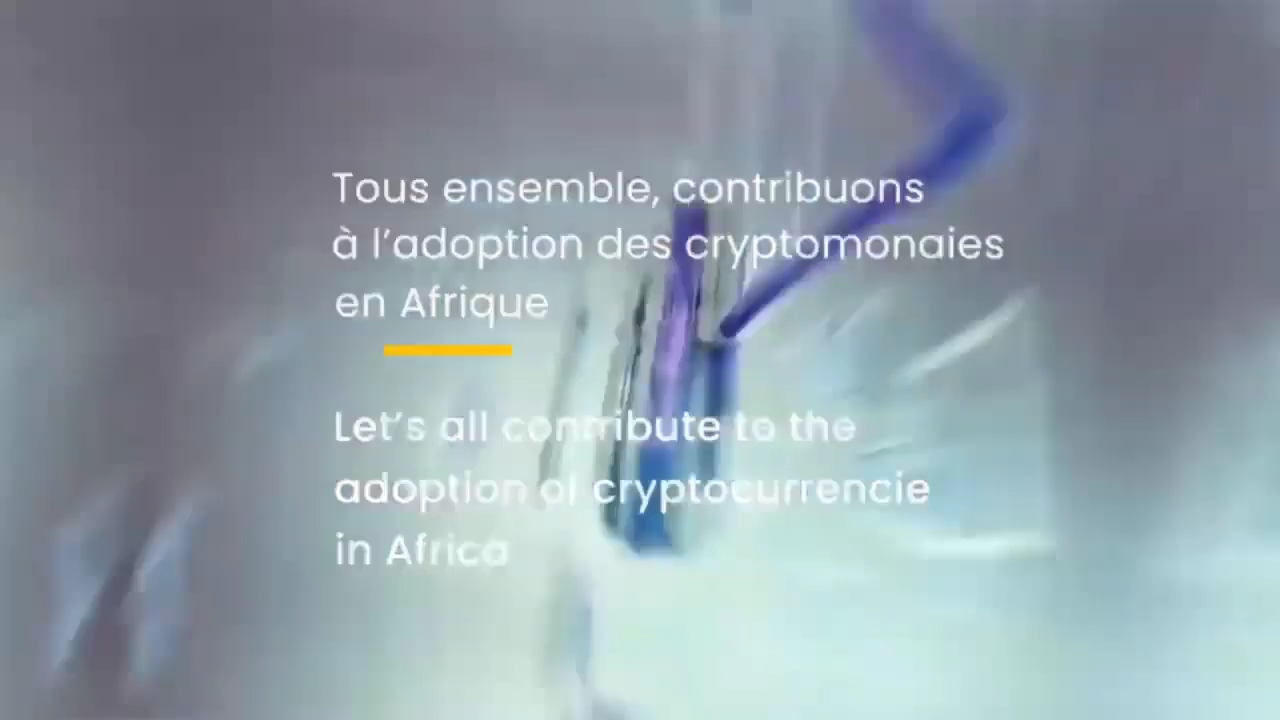 Tous ensemble, contribuons
à l’adoption des cryptomonaies
en Afrique
Let’s all contribute to the
adoption of cryptocurrencie
in Africa